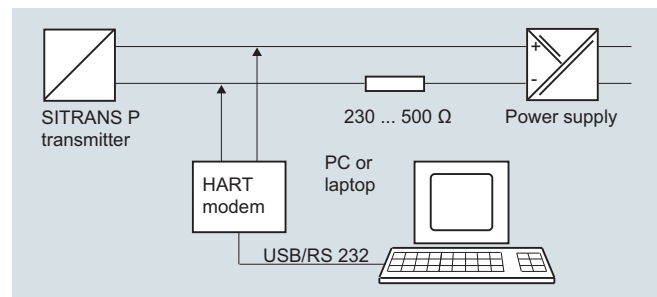 +
-
SITRANS P
transmitter
230 ... 500 Ω
Power supply
PC or
laptop
HART
modem
USB/RS 232